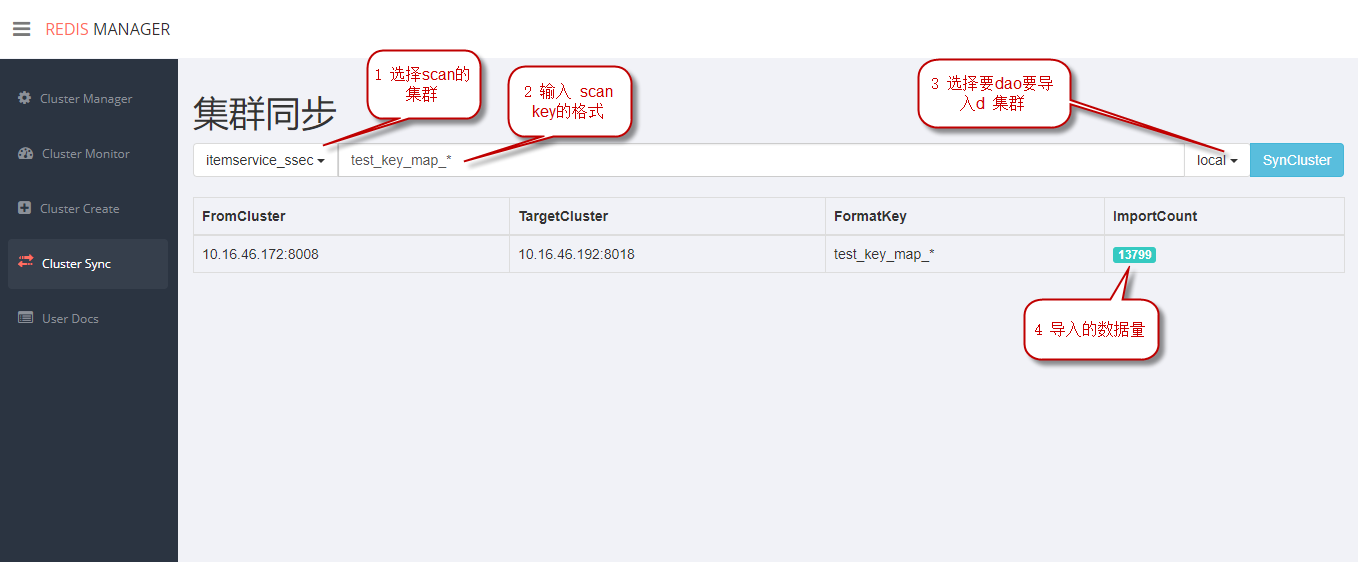 REDIS MANAGER
Cluster Manager
Cluster Monitor
Cluster Create
Cluster Sync
User Docs
1 选择scan的
集群
2 输入 scan
key的格式
3 选择要dao要导
入d 集群
集群同步
itemservice_ssec
test_key_map_*
local
SynCluster
FromCluster
TargetCluster
FormatKey
ImportCount
10.16.46.172:8008
10.16.46.192:8018
test_key_map_*
13799
4 导入的数据量